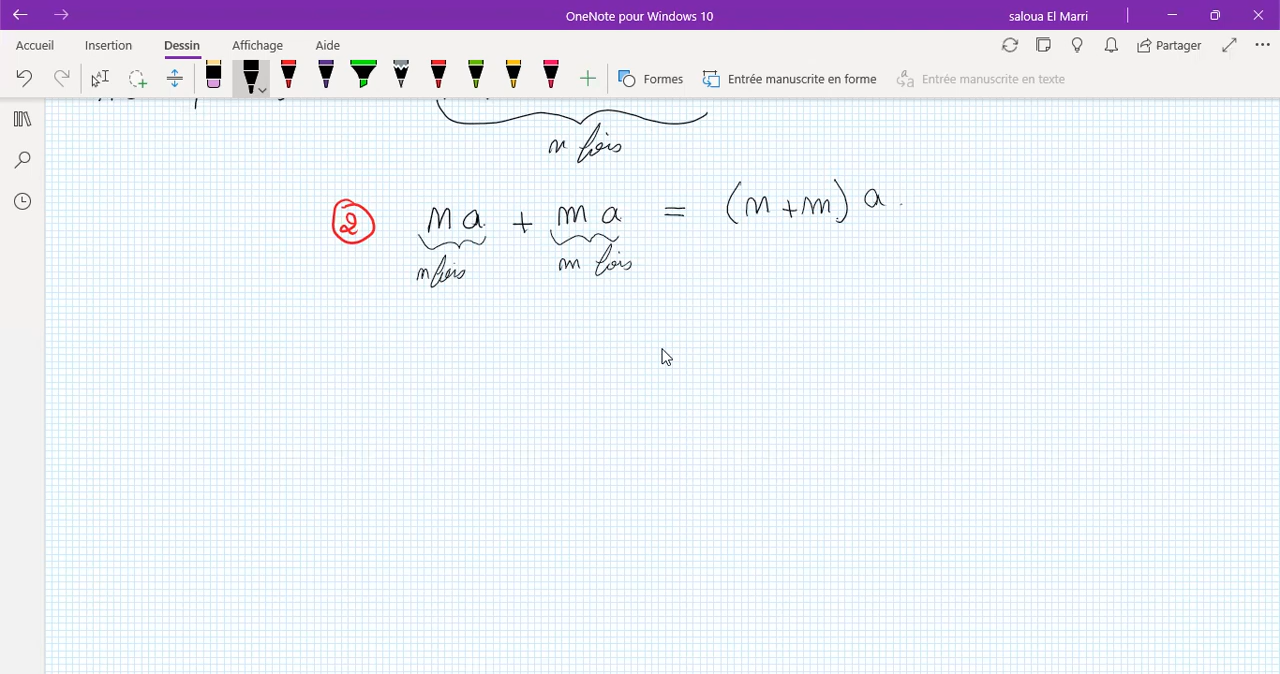 OneNote pour Windows 10
saloua El Marri
Accueil Insertion Dessin Affichage Aide
Partager
Formes Entrée manuscrite en forme Entrée manuscrite en texte
n fois
2 na + ma = (n+m) a.
n fois m fois